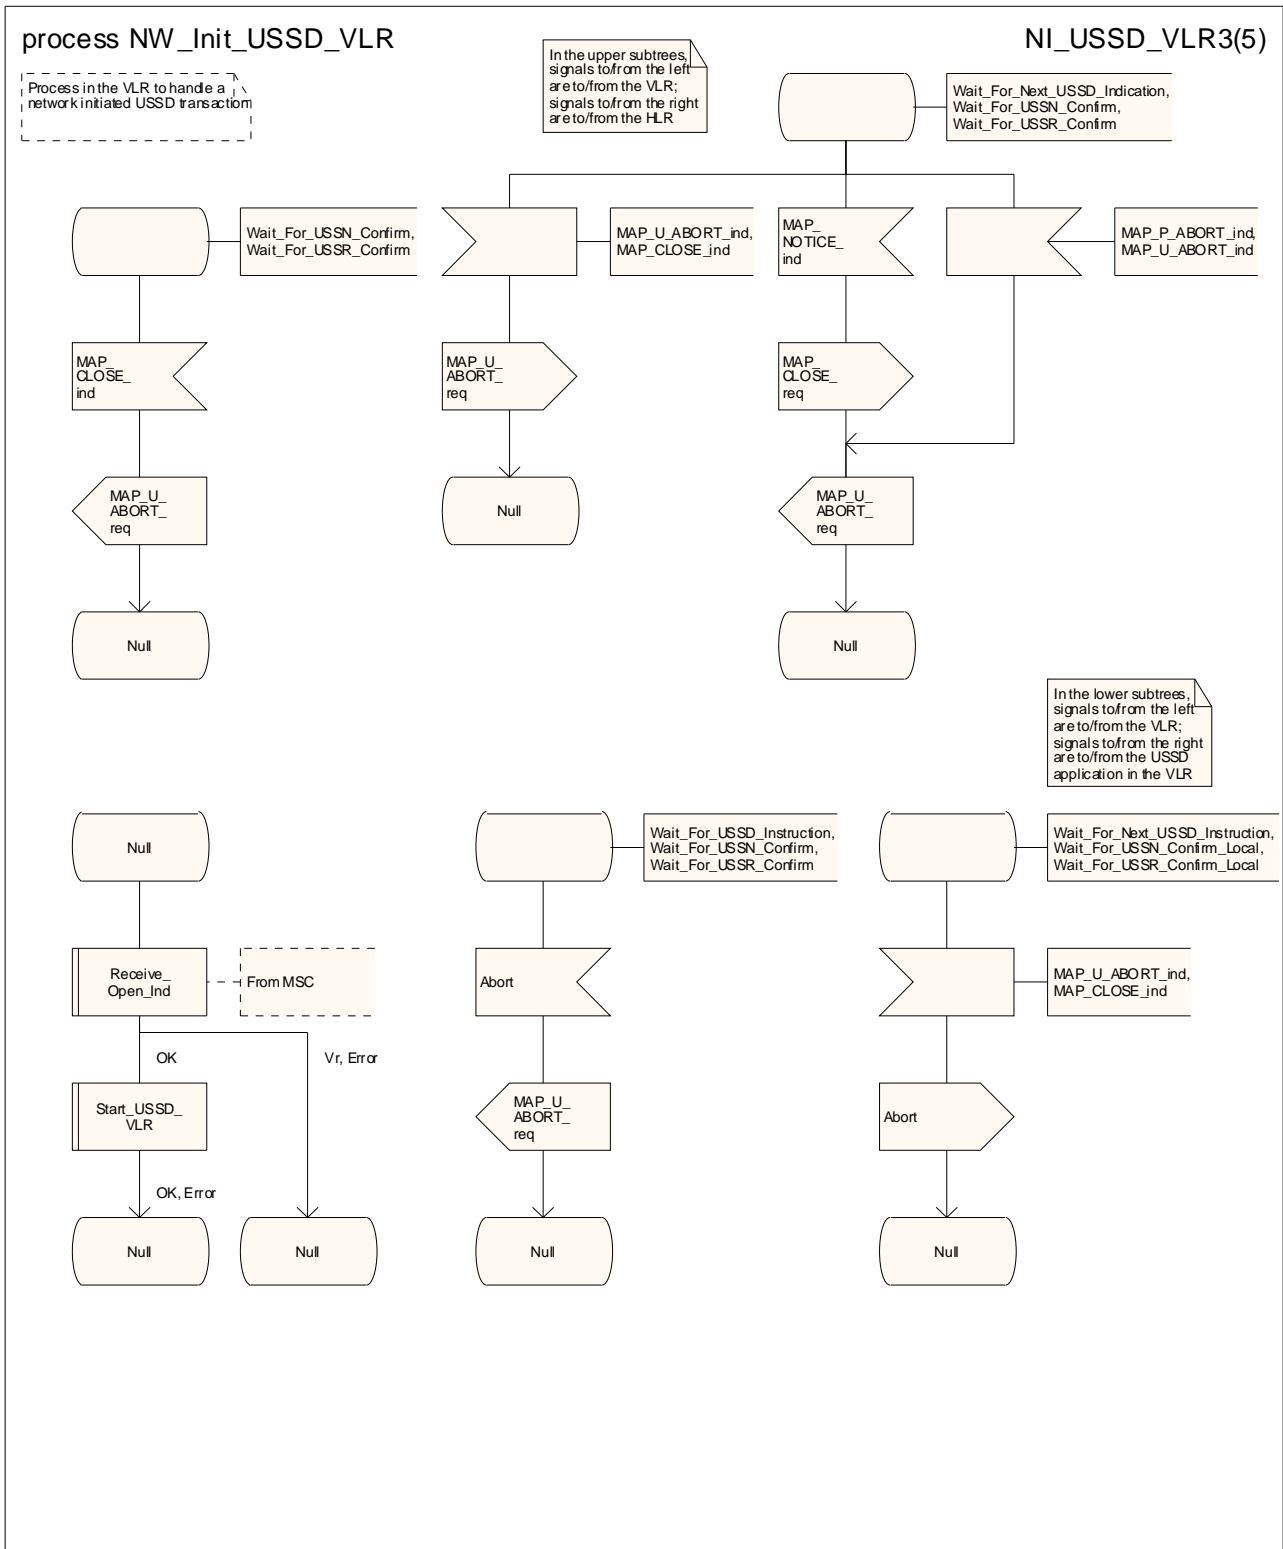 process NW_Init_USSD_VLR
NI_USSD_VLR3(5)
Process in the VLR to handle a
network initiated USSD transaction
In the upper subtrees,
signals to/from the left
are to/from the VLR;
signals to/from the right
are to/from the HLR
Wait_For_Next_USSD_Indication,
Wait_For_USSN_Confirm,
Wait_For_USSR_Confirm
Wait_For_USSN_Confirm,
Wait_For_USSR_Confirm
MAP_U_ABORT_ind,
MAP_CLOSE_ind
MAP_
NOTICE_
ind
MAP_P_ABORT_ind,
MAP_U_ABORT_ind
MAP_
CLOSE_
ind
MAP_U_
ABORT_
req
MAP_
CLOSE_
req
MAP_U_
ABORT_
req
Null
MAP_U_
ABORT_
req
Null
Null
In the lower subtrees,
signals to/from the left
are to/from the VLR;
signals to/from the right
are to/from the USSD
application in the VLR
Null
Wait_For_USSD_Instruction,
Wait_For_USSN_Confirm,
Wait_For_USSR_Confirm
Wait_For_Next_USSD_Instruction,
Wait_For_USSN_Confirm_Local,
Wait_For_USSR_Confirm_Local
Receive_
Open_Ind
From MSC
Abort
MAP_U_ABORT_ind,
MAP_CLOSE_ind
OK
Vr, Error
Start_USSD_
VLR
MAP_U_
ABORT_
req
Abort
OK, Error
Null
Null
Null
Null